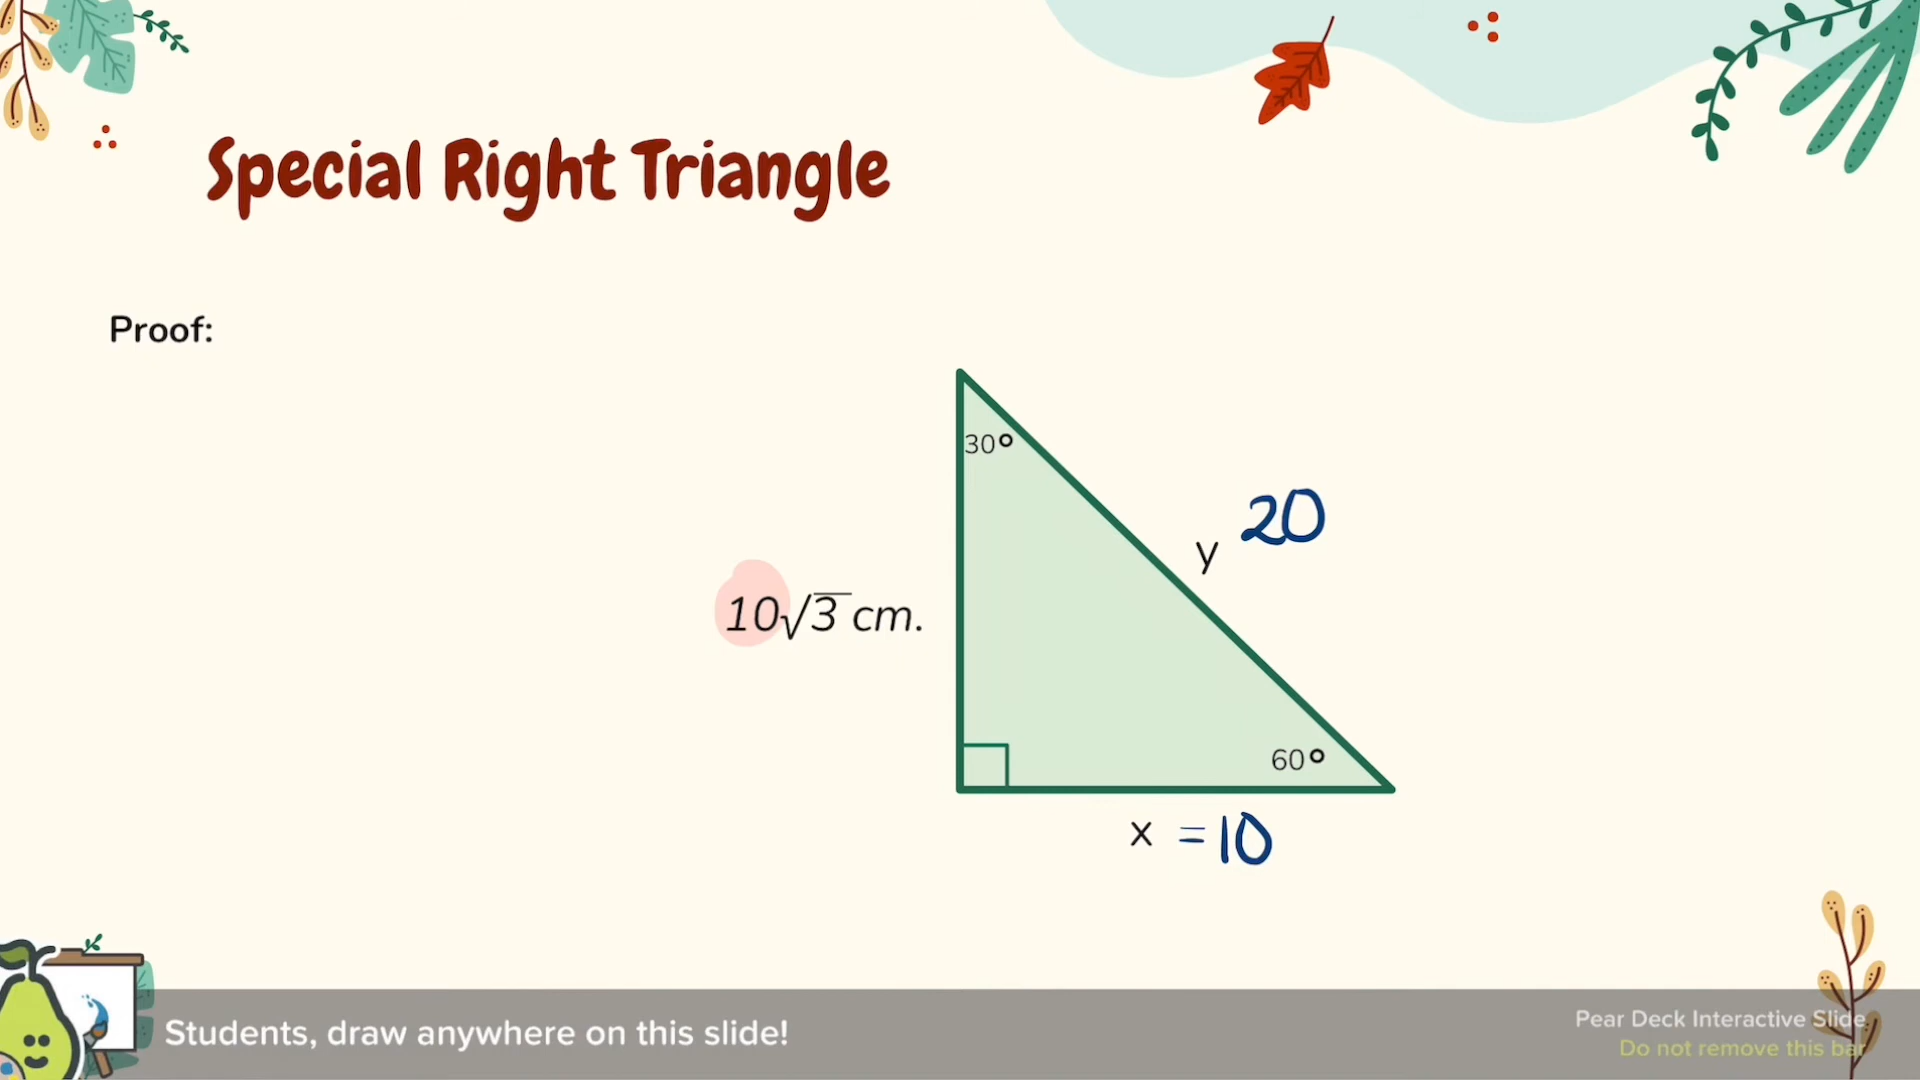 Special Right Triangle
Proof:
30°
y 20
10√3 cm.
60°
x = 10
Students, draw anywhere on this slide!
Pear Deck Interactive Slide
Do not remove this bar